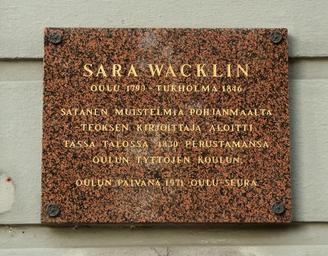 SARA WACKLIN
OULU 1790 - TUKHOLMA 1846
SATANEN MUISTELMIA POHJANMAALTA
TEOKSEN KIRJOITTAJA ALOITTI
TÄSSÄ TALOSSA 1830 PERUSTAMANSA
OULUN TYTTÖJEN KOULUN.
OULUN PÄIVÄNÄ 1971 OULU-SEURA